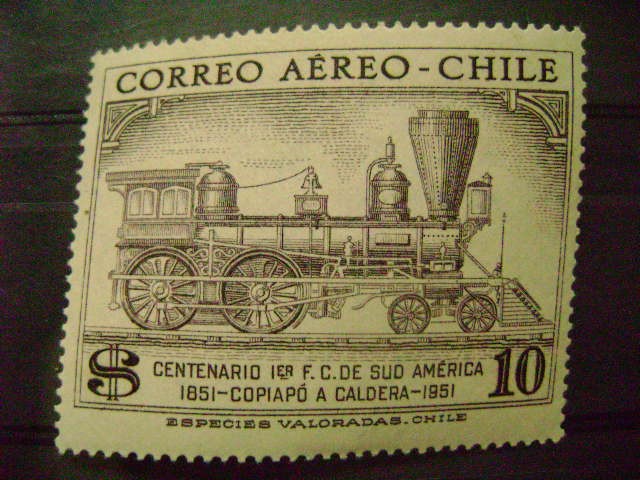 CORREO AÉREO - CHILE
$ CENTENARIO 1ER F. C. DE SUD AMÉRICA 10
1851-COPIAPÓ A CALDERA-1951
ESPECIES VALORADAS. CHILE